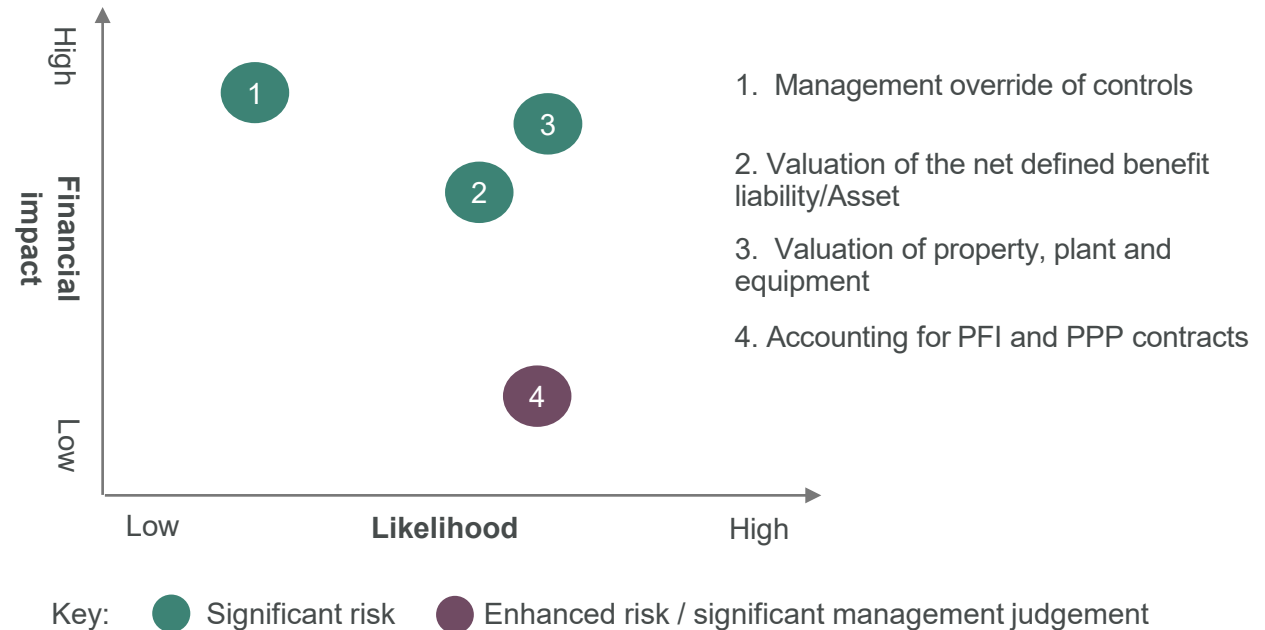 High
Financial
impact
Low
1
3
2
4
1. Management override of controls
2. Valuation of the net defined benefit
liability/Asset
3. Valuation of property, plant and
equipment
4. Accounting for PFI and PPP contracts
Low
Likelihood
High
Key:
Significant risk
Enhanced risk / significant management judgement